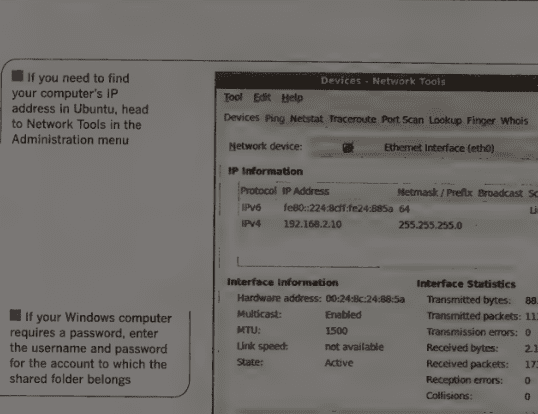 If you need to find
your computer's IP
address in Ubuntu, head
to Network Tools in the
Administration menu
If your Windows computer
requires a password, enter
the username and password
for the account to which the
shared folder belongs
Devices - Network Tools
Tool Edit Help
Devices Ping Netstat Traceroute Port Scan Lookup Finger Whois
Network device: Ethernet Interface (eth0)
IP Information
Protocol IP Address Netmask / Prefix Broadcast
IPv6 fe80::224:8cff:fe24:885a 64
IPv4 192.168.2.10 255.255.255.0
Interface Information
Hardware address: 00:24:8c:24:88:5a
Multicast: Enabled
MTU: 1500
Link speed: not available
State: Active
Interface Statistics
Transmitted bytes:
Transmitted packets:
Transmission errors: 0
Received bytes:
Received packets:
Reception errors: 0
Collisions: 0